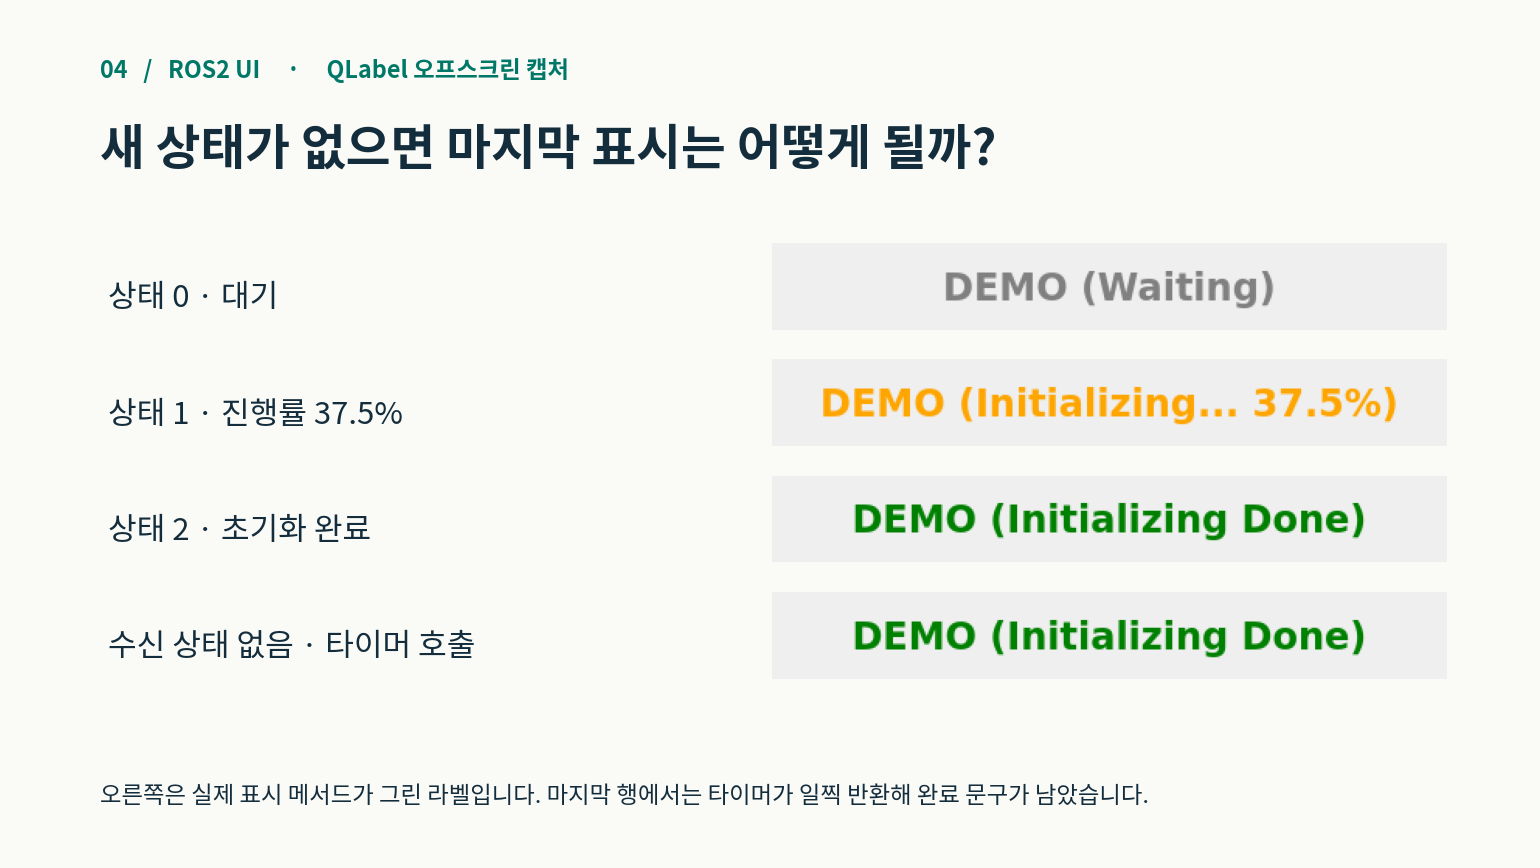 04 / ROS2 UI · QLabel 오프스크린 캡처
새 상태가 없으면 마지막 표시는 어떻게 될까?
상태 0 · 대기
DEMO (Waiting)
상태 1 · 진행률 37.5%
DEMO (Initializing... 37.5%)
상태 2 · 초기화 완료
DEMO (Initializing Done)
수신 상태 없음 · 타이머 호출
DEMO (Initializing Done)
오른쪽은 실제 표시 메서드가 그린 라벨입니다. 마지막 행에서는 타이머가 일찍 반환해 완료 문구가 남았습니다.